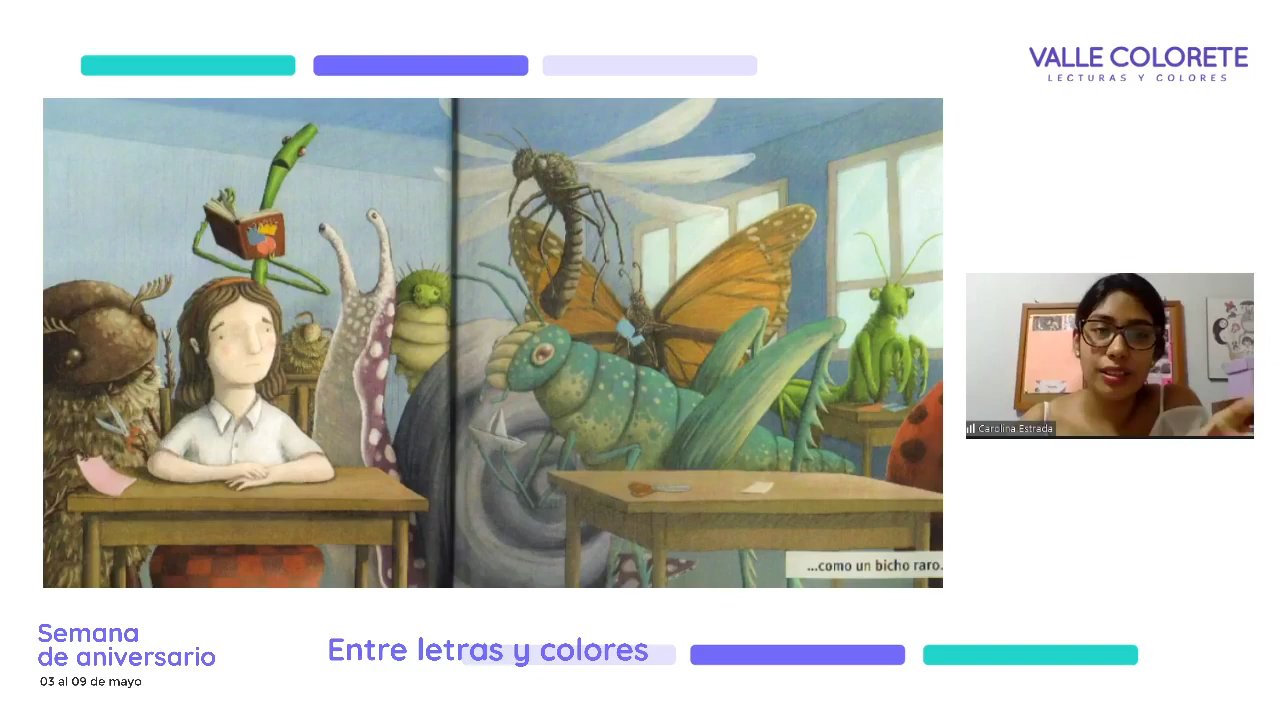 VALLE COLORETE
LECTURAS Y COLORES
...como un bicho raro.
Carolina Estrada
Semana
de aniversario
03 al 09 de mayo
Entre letras y colores